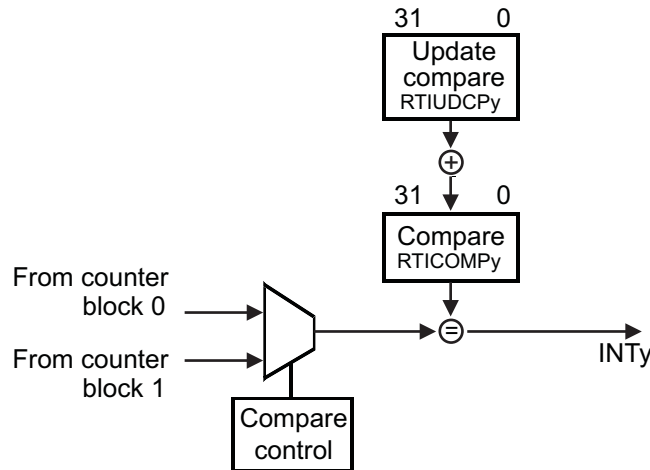 31 0
Update
compare
RTIUDCPy
+
31 0
Compare
RTICOMPy
From counter
block 0
=
INTy
From counter
block 1
Compare
control